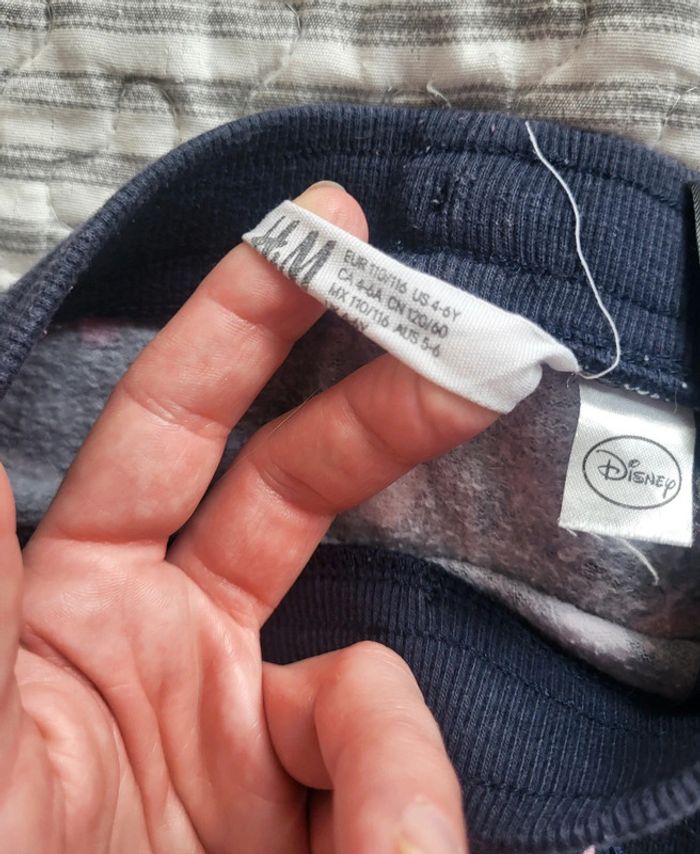 H&M
EUR 110/116 US 4-6Y
CA 4-6A CN 120/60
MX 110/116 AUS 5-6
Disney